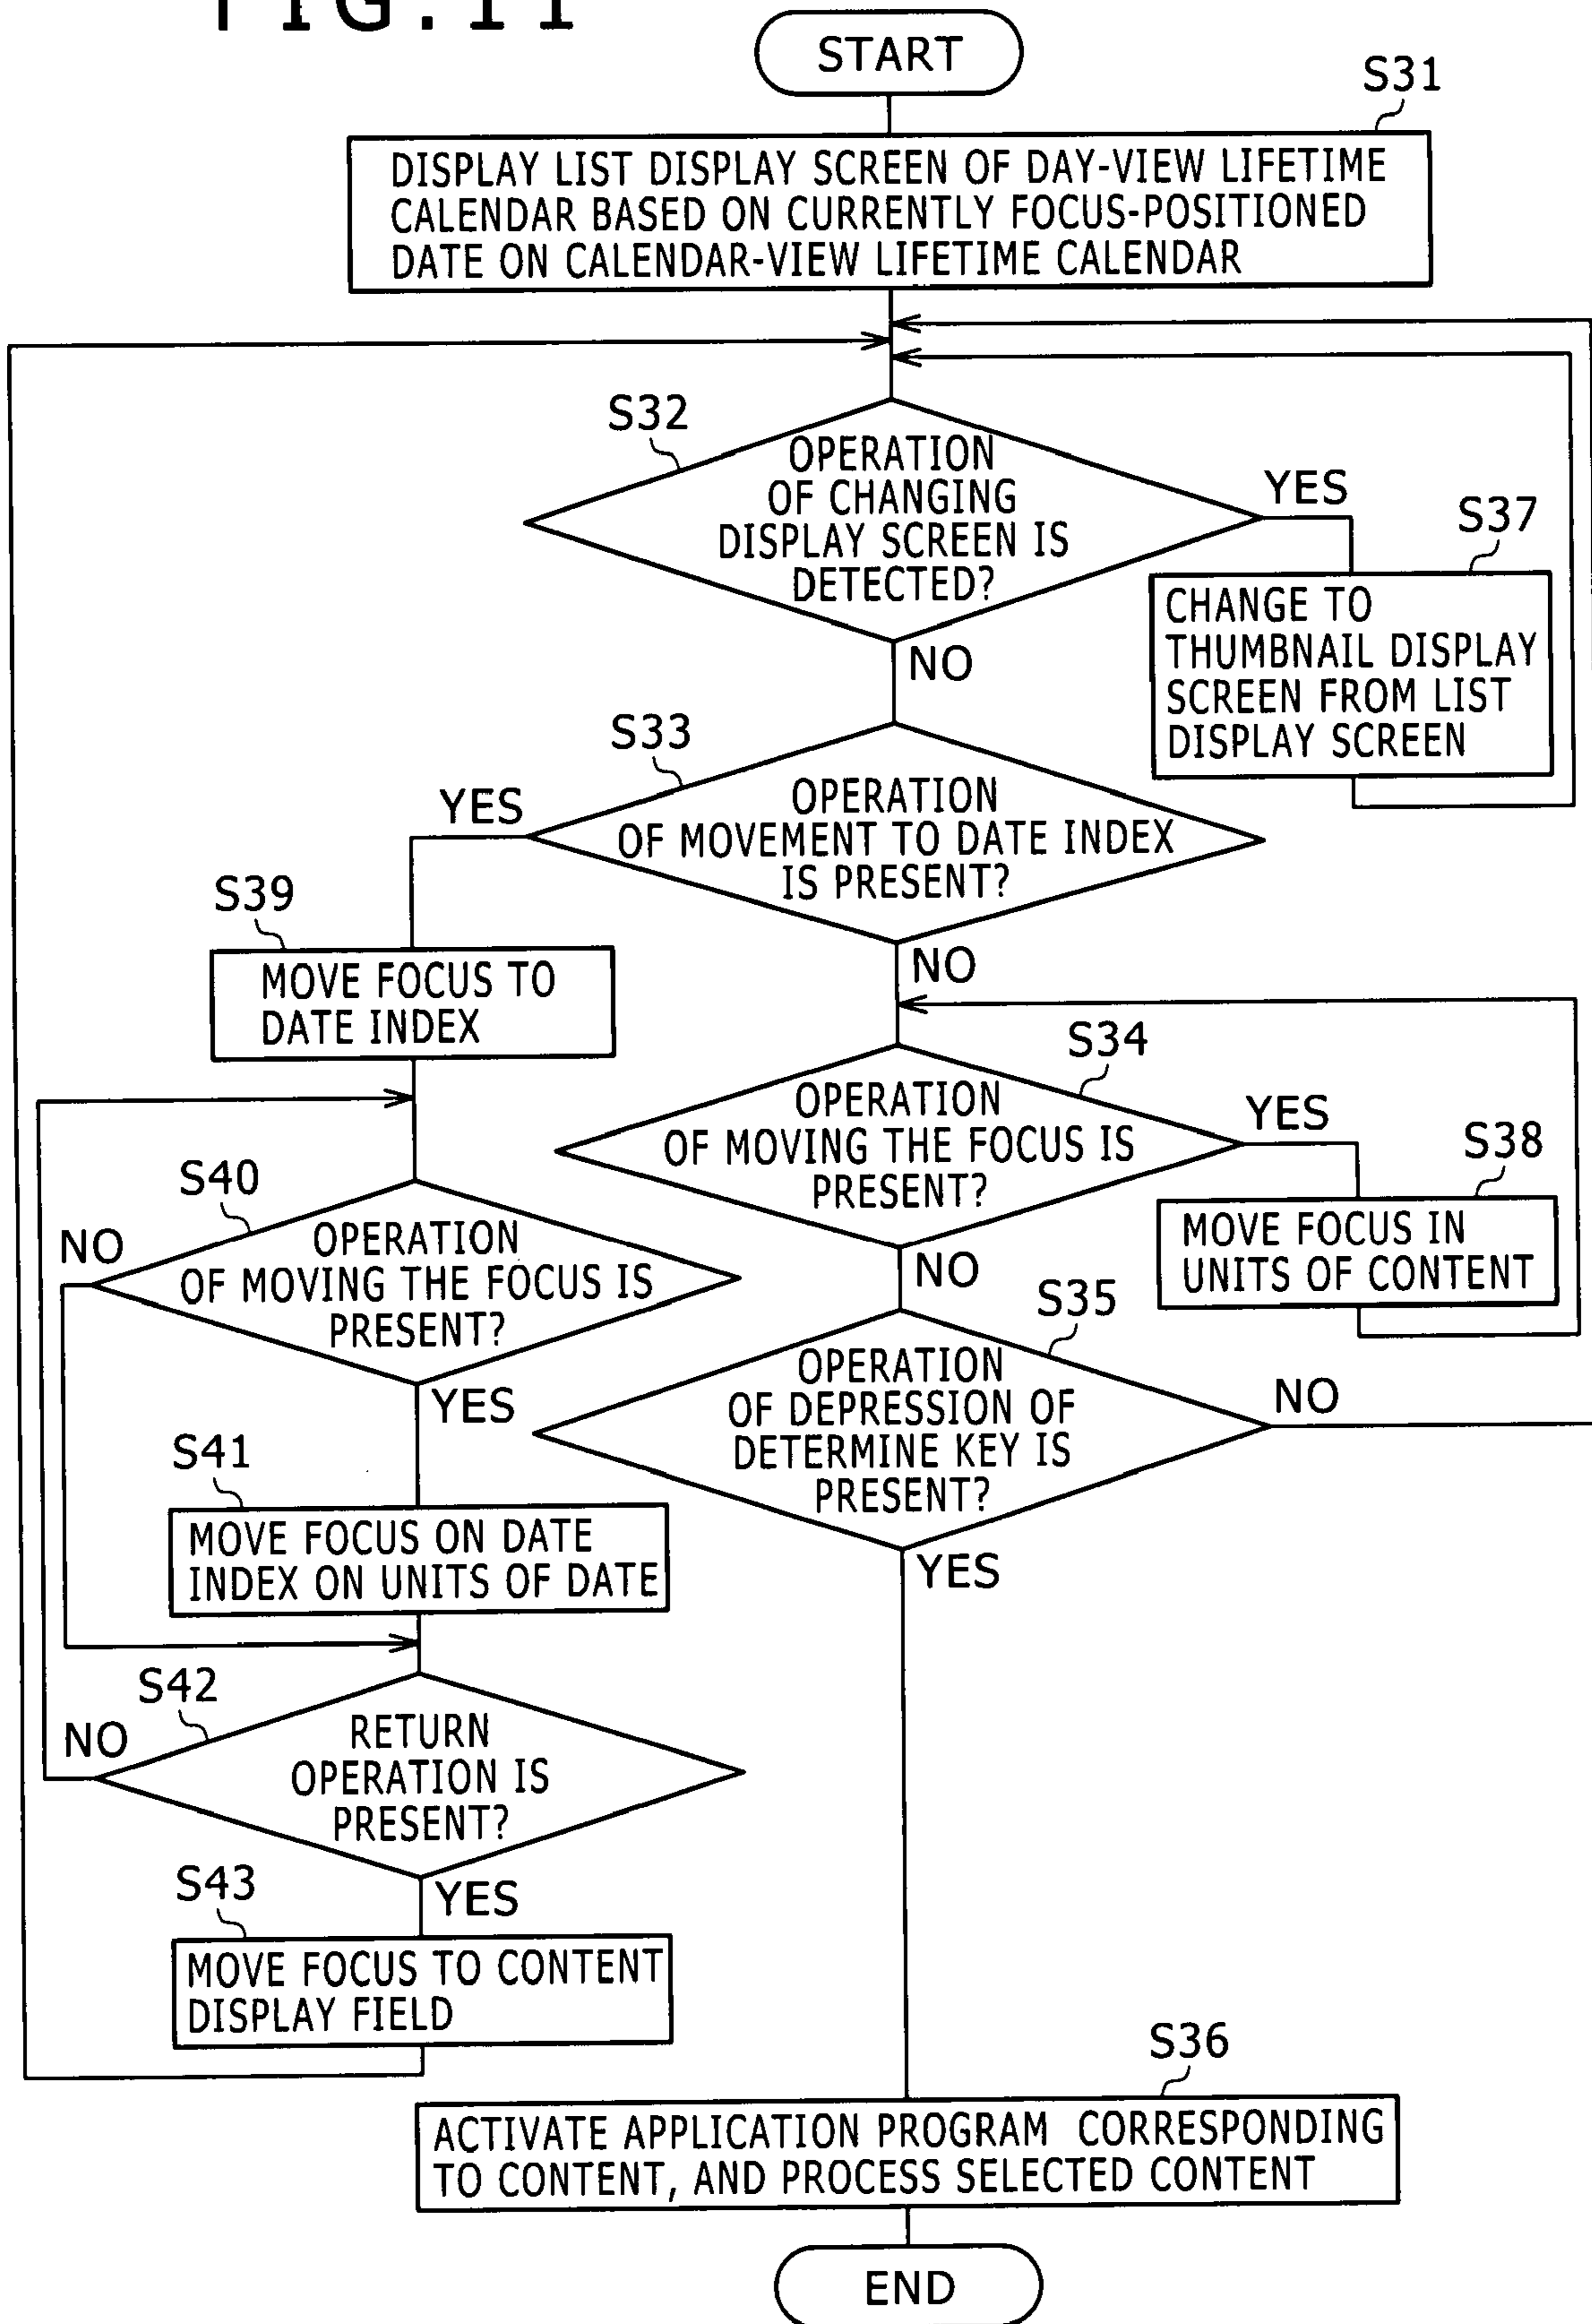 FIG.11
START
S31
DISPLAY LIST DISPLAY SCREEN OF DAY-VIEW LIFETIME
CALENDAR BASED ON CURRENTLY FOCUS-POSITIONED
DATE ON CALENDAR-VIEW LIFETIME CALENDAR
S32
OPERATION
OF CHANGING
DISPLAY SCREEN IS
DETECTED?
YES
S37
CHANGE TO
THUMBNAIL DISPLAY
SCREEN FROM LIST
DISPLAY SCREEN
NO
S33
OPERATION
OF MOVEMENT TO DATE INDEX
IS PRESENT?
YES
S39
MOVE FOCUS TO
DATE INDEX
NO
S34
OPERATION
OF MOVING THE FOCUS IS
PRESENT?
YES
S38
MOVE FOCUS IN
UNITS OF CONTENT
S40
OPERATION
OF MOVING THE FOCUS IS
PRESENT?
NO
YES
NO
S35
OPERATION
OF DEPRESSION OF
DETERMINE KEY IS
PRESENT?
NO
YES
S41
MOVE FOCUS ON DATE
INDEX ON UNITS OF DATE
S42
RETURN
OPERATION IS
PRESENT?
NO
YES
S43
MOVE FOCUS TO CONTENT
DISPLAY FIELD
S36
ACTIVATE APPLICATION PROGRAM CORRESPONDING
TO CONTENT, AND PROCESS SELECTED CONTENT
END